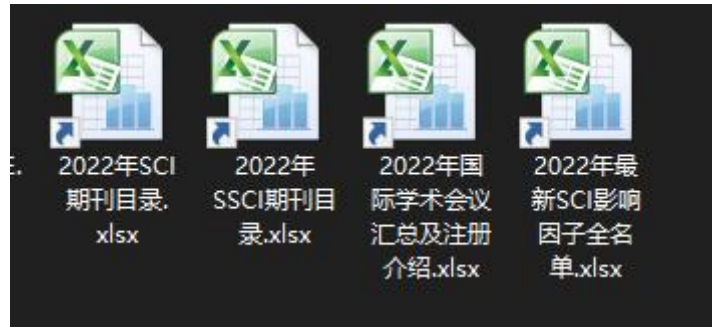 E.
2022年SCI
期刊目录.
xlsx
2022年
SSCI期刊目
录.xlsx
2022年国
际学术会议
汇总及注册
介绍.xlsx
2022年最
新SCI影响
因子全名
单.xlsx